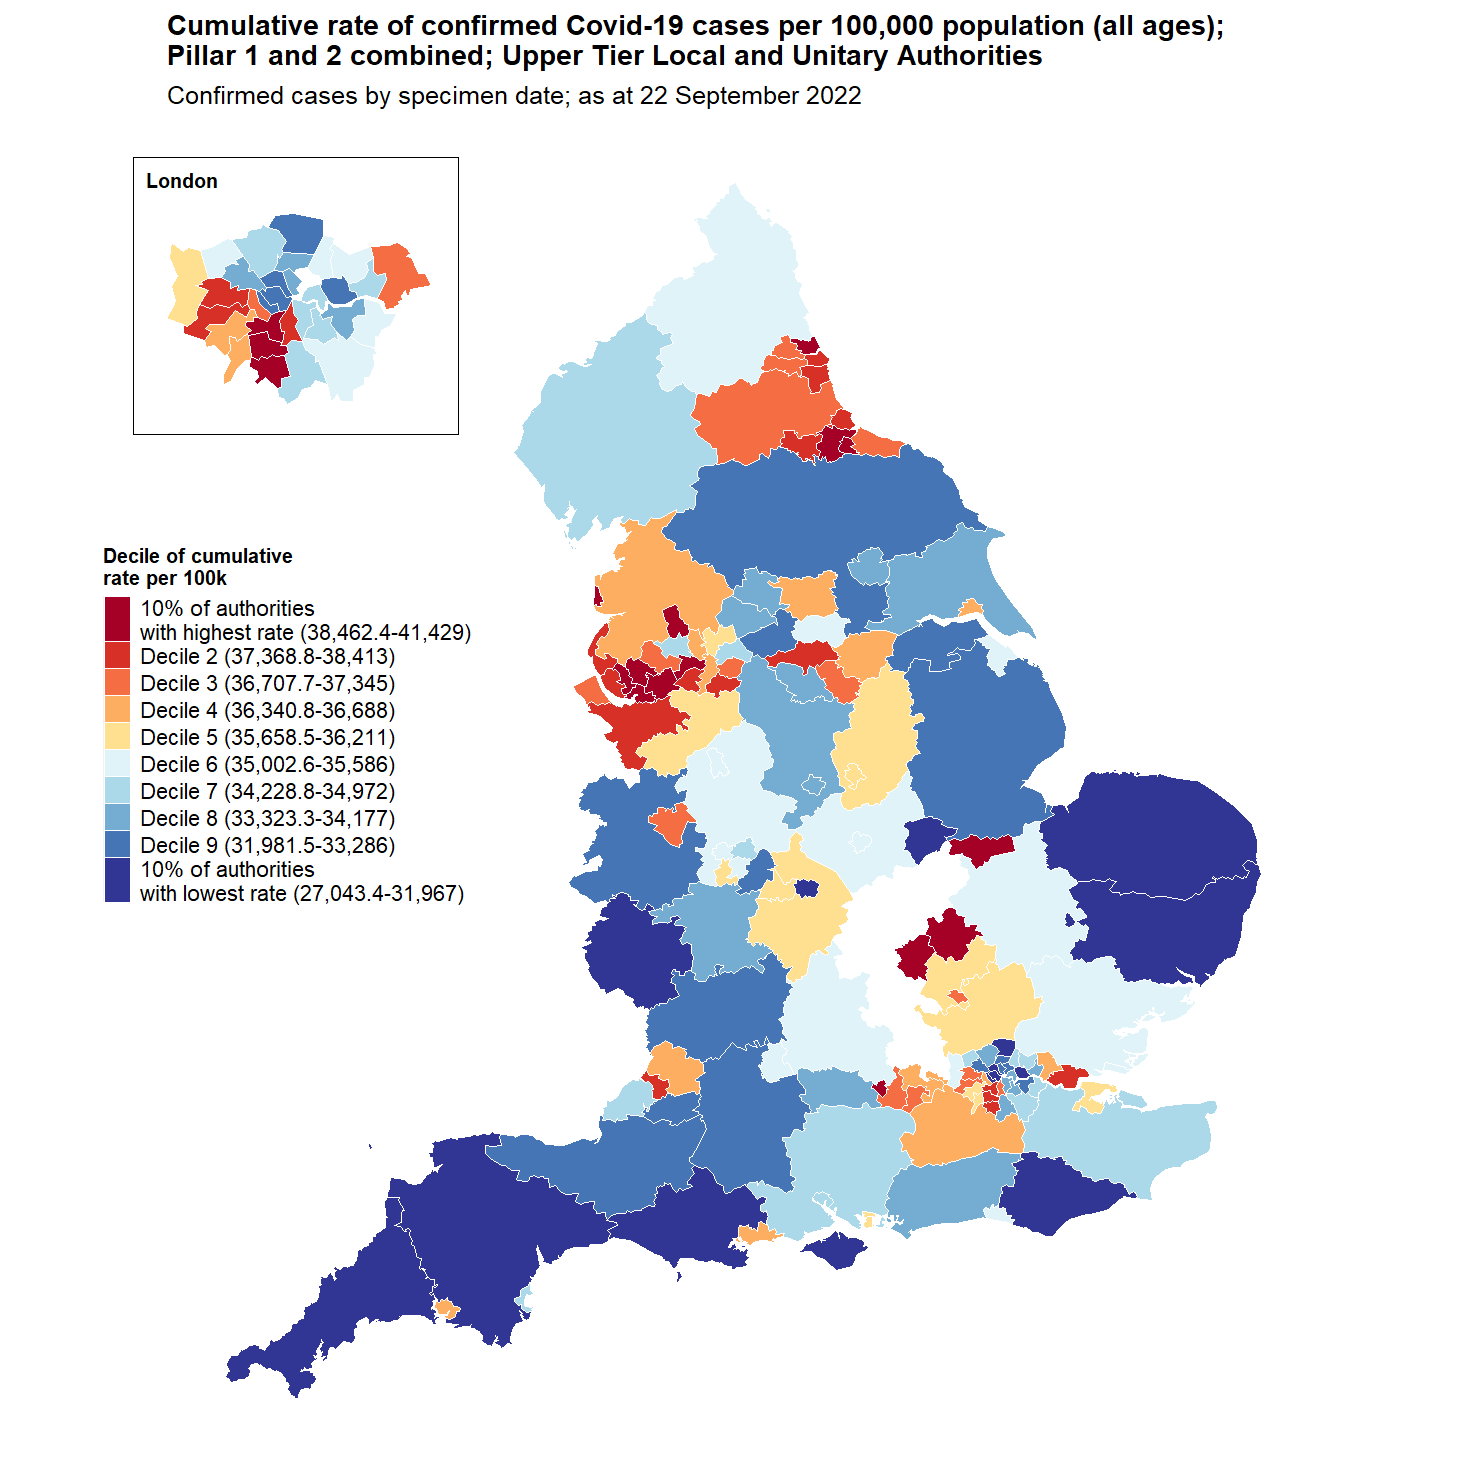 Cumulative rate of confirmed Covid-19 cases per 100,000 population (all ages);
Pillar 1 and 2 combined; Upper Tier Local and Unitary Authorities
Confirmed cases by specimen date; as at 22 September 2022
London
Decile of cumulative
rate per 100k
10% of authorities
with highest rate (38,462.4-41,429)
Decile 2 (37,368.8-38,413)
Decile 3 (36,707.7-37,345)
Decile 4 (36,340.8-36,688)
Decile 5 (35,658.5-36,211)
Decile 6 (35,002.6-35,586)
Decile 7 (34,228.8-34,972)
Decile 8 (33,323.3-34,177)
Decile 9 (31,981.5-33,286)
10% of authorities
with lowest rate (27,043.4-31,967)